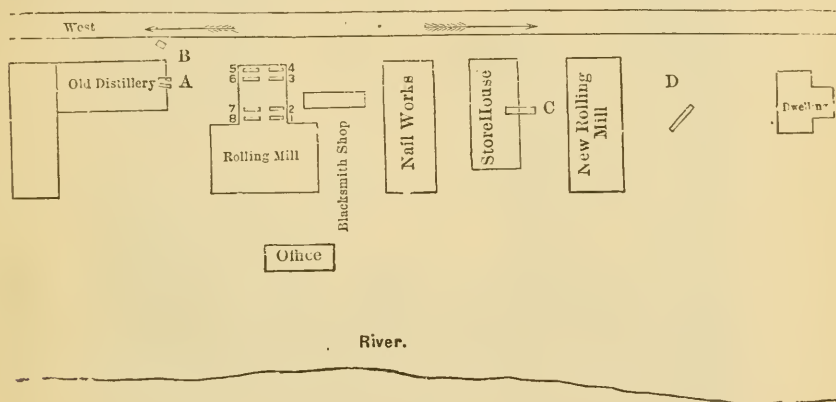 West
B
Old Distillery
A
5 4
6 3
7 2
8 1
Rolling Mill
Blacksmith Shop
Nail Works
StoreHouse
C
New Rolling
Mill
D
Dwelling
Office
River.